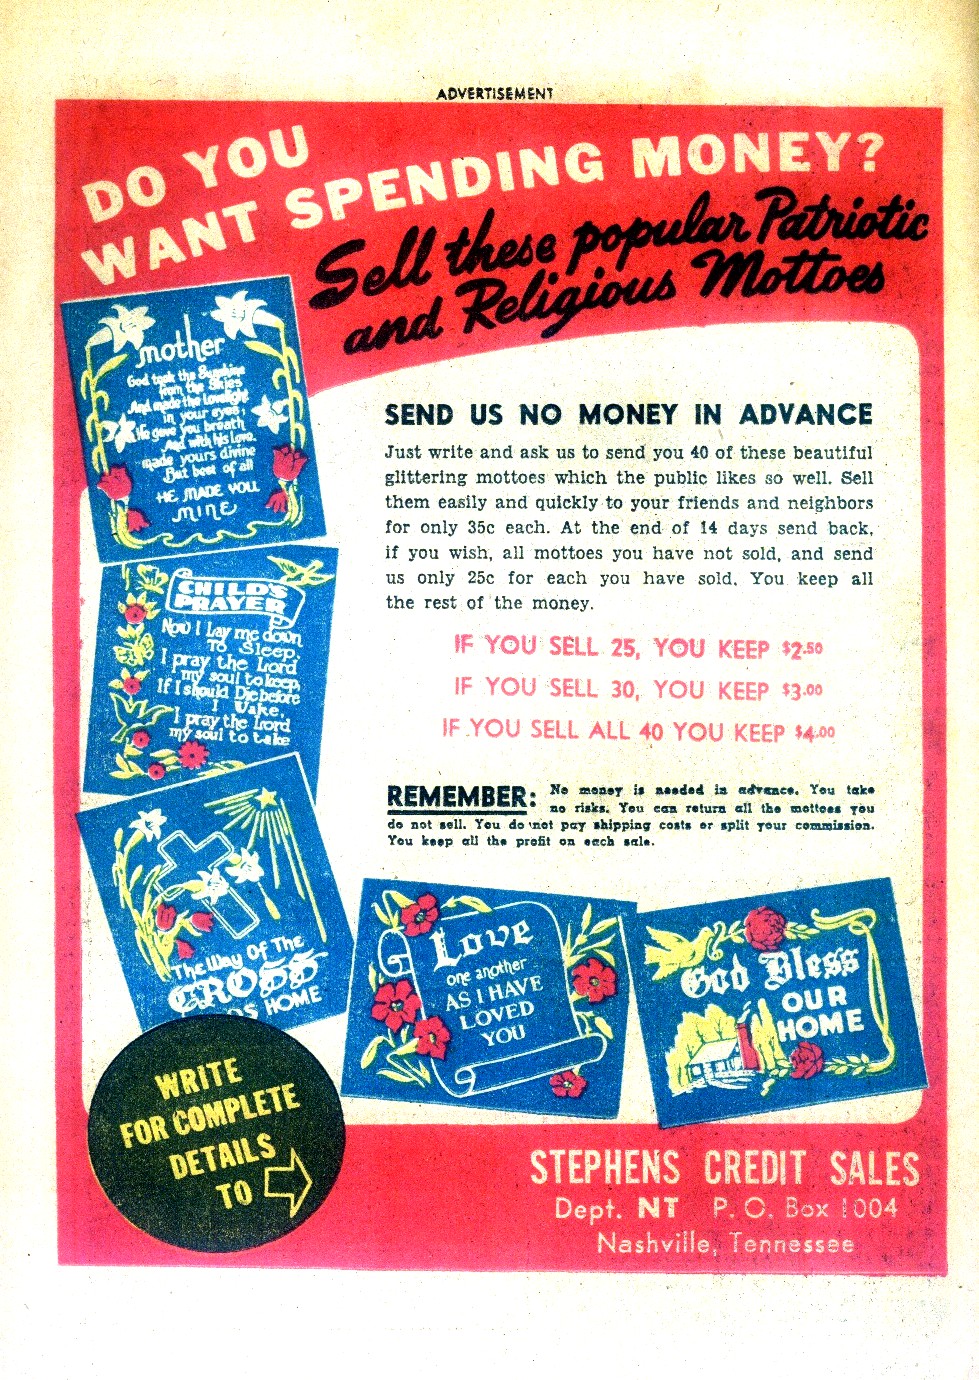 ADVERTISEMENT
DO YOU
WANT SPENDING MONEY?
Sell these popular Patriotic
and Religious Mottoes
mother
God took the Sunshine
from the Skies
And made the Lovelight
in your eyes;
He gave you breath
And with his Love.
made yours divine
But best of all
HE MADE YOU
MINE
CHILD'S
PRAYER
Now I Lay me down
To Sleep,
I pray the Lord
my soul to keep,
If I should Die before
I Wake,
I pray the Lord
my soul to take
The Way Of The
CROSS
HOME
SEND US NO MONEY IN ADVANCE
Just write and ask us to send you 40 of these beautiful
glittering mottoes which the public likes so well. Sell
them easily and quickly to your friends and neighbors
for only 35c each. At the end of 14 days send back,
if you wish, all mottoes you have not sold, and send
us only 25c for each you have sold. You keep all
the rest of the money.
IF YOU SELL 25, YOU KEEP $2.50
IF YOU SELL 30, YOU KEEP $3.00
IF YOU SELL ALL 40 YOU KEEP $4.00
REMEMBER: No money is needed in advance. You take
no risks. You can return all the mottoes you
do not sell. You do not pay shipping costs or split your commission.
You keep all the profit on each sale.
Love
one another
AS I HAVE
LOVED
YOU
God Bless
OUR
HOME
WRITE
FOR COMPLETE
DETAILS
TO
STEPHENS CREDIT SALES
Dept. NT P. O. Box 1004
Nashville, Tennessee